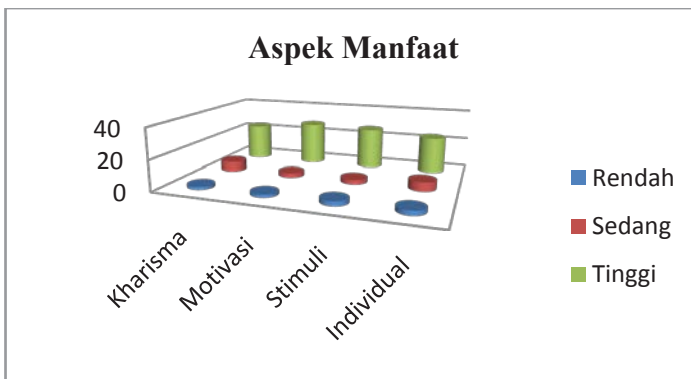 Aspek Manfaat
40
20
0
Kharisma
Motivasi
Stimuli
Individual
Rendah
Sedang
Tinggi